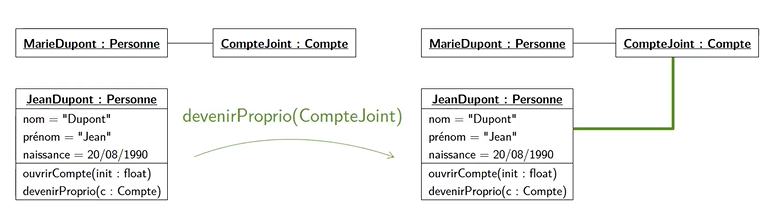 MarieDupont : Personne
CompteJoint : Compte
MarieDupont : Personne
CompteJoint : Compte
JeanDupont : Personne
nom = "Dupont"
prénom = "Jean"
naissance = 20/08/1990
ouvrirCompte(init : float)
devenirProprio(c : Compte)
devenirProprio(CompteJoint)
JeanDupont : Personne
nom = "Dupont"
prénom = "Jean"
naissance = 20/08/1990
ouvrirCompte(init : float)
devenirProprio(c : Compte)